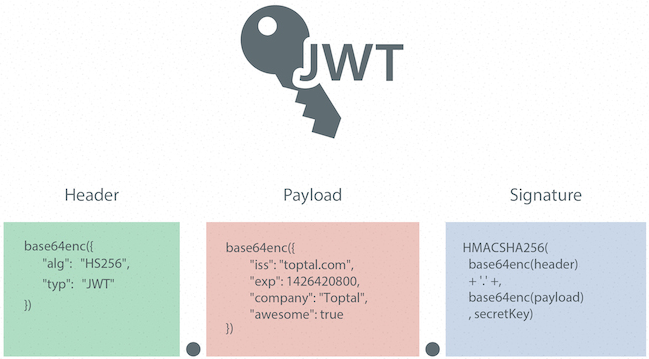 JWT
Header
Payload
Signature
base64enc({
"alg": "HS256",
"typ": "JWT"
})
base64enc({
"iss": "toptal.com",
"exp": 1426420800,
"company": "Toptal",
"awesome": true
})
HMACSHA256(
base64enc(header)
+ '.' +,
base64enc(payload)
, secretKey)